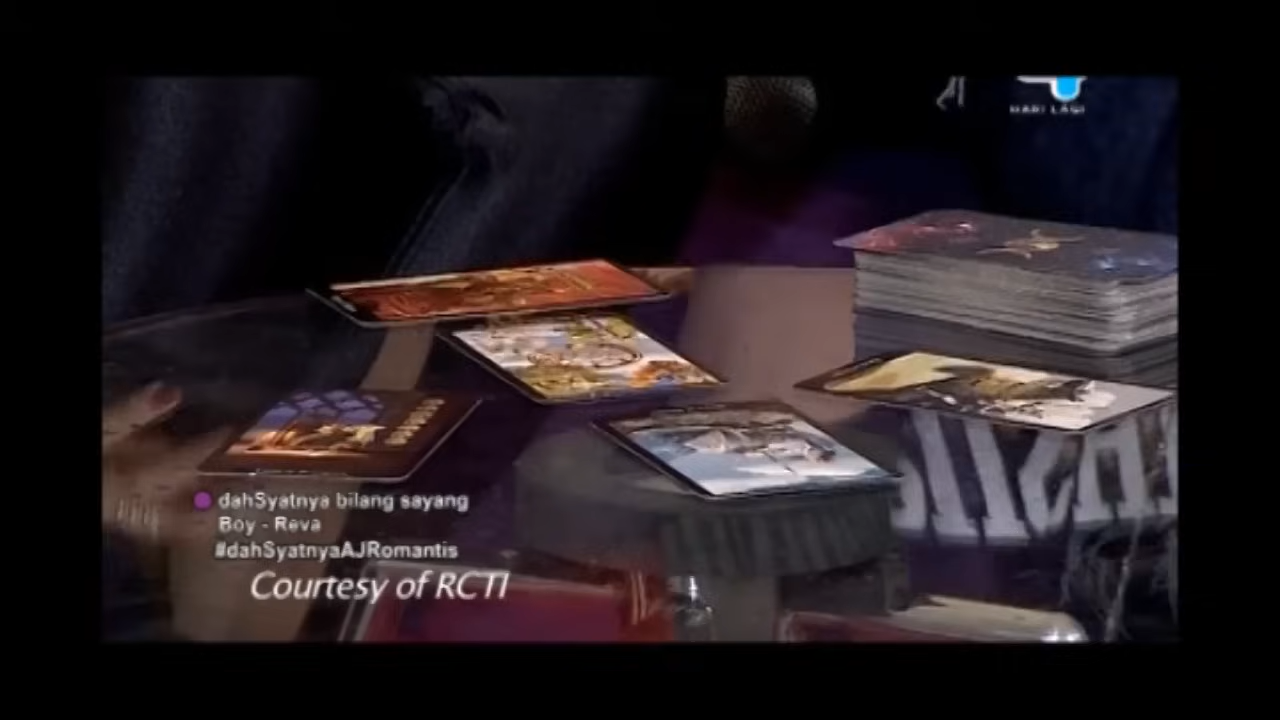 HARI LAGI
dahSyatnya bilang sayang
Boy - Reva
#dahSyatnyaAJRomantis
Courtesy of RCTI